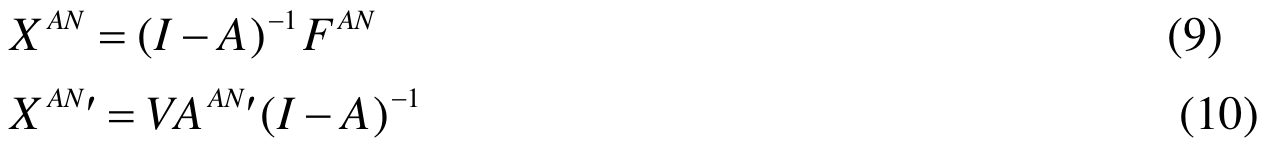 X^{AN} = (I − A)^{−1} F^{AN} (9)
X^{AN}′ = VA^{AN}′ (I − A)^{−1} (10)